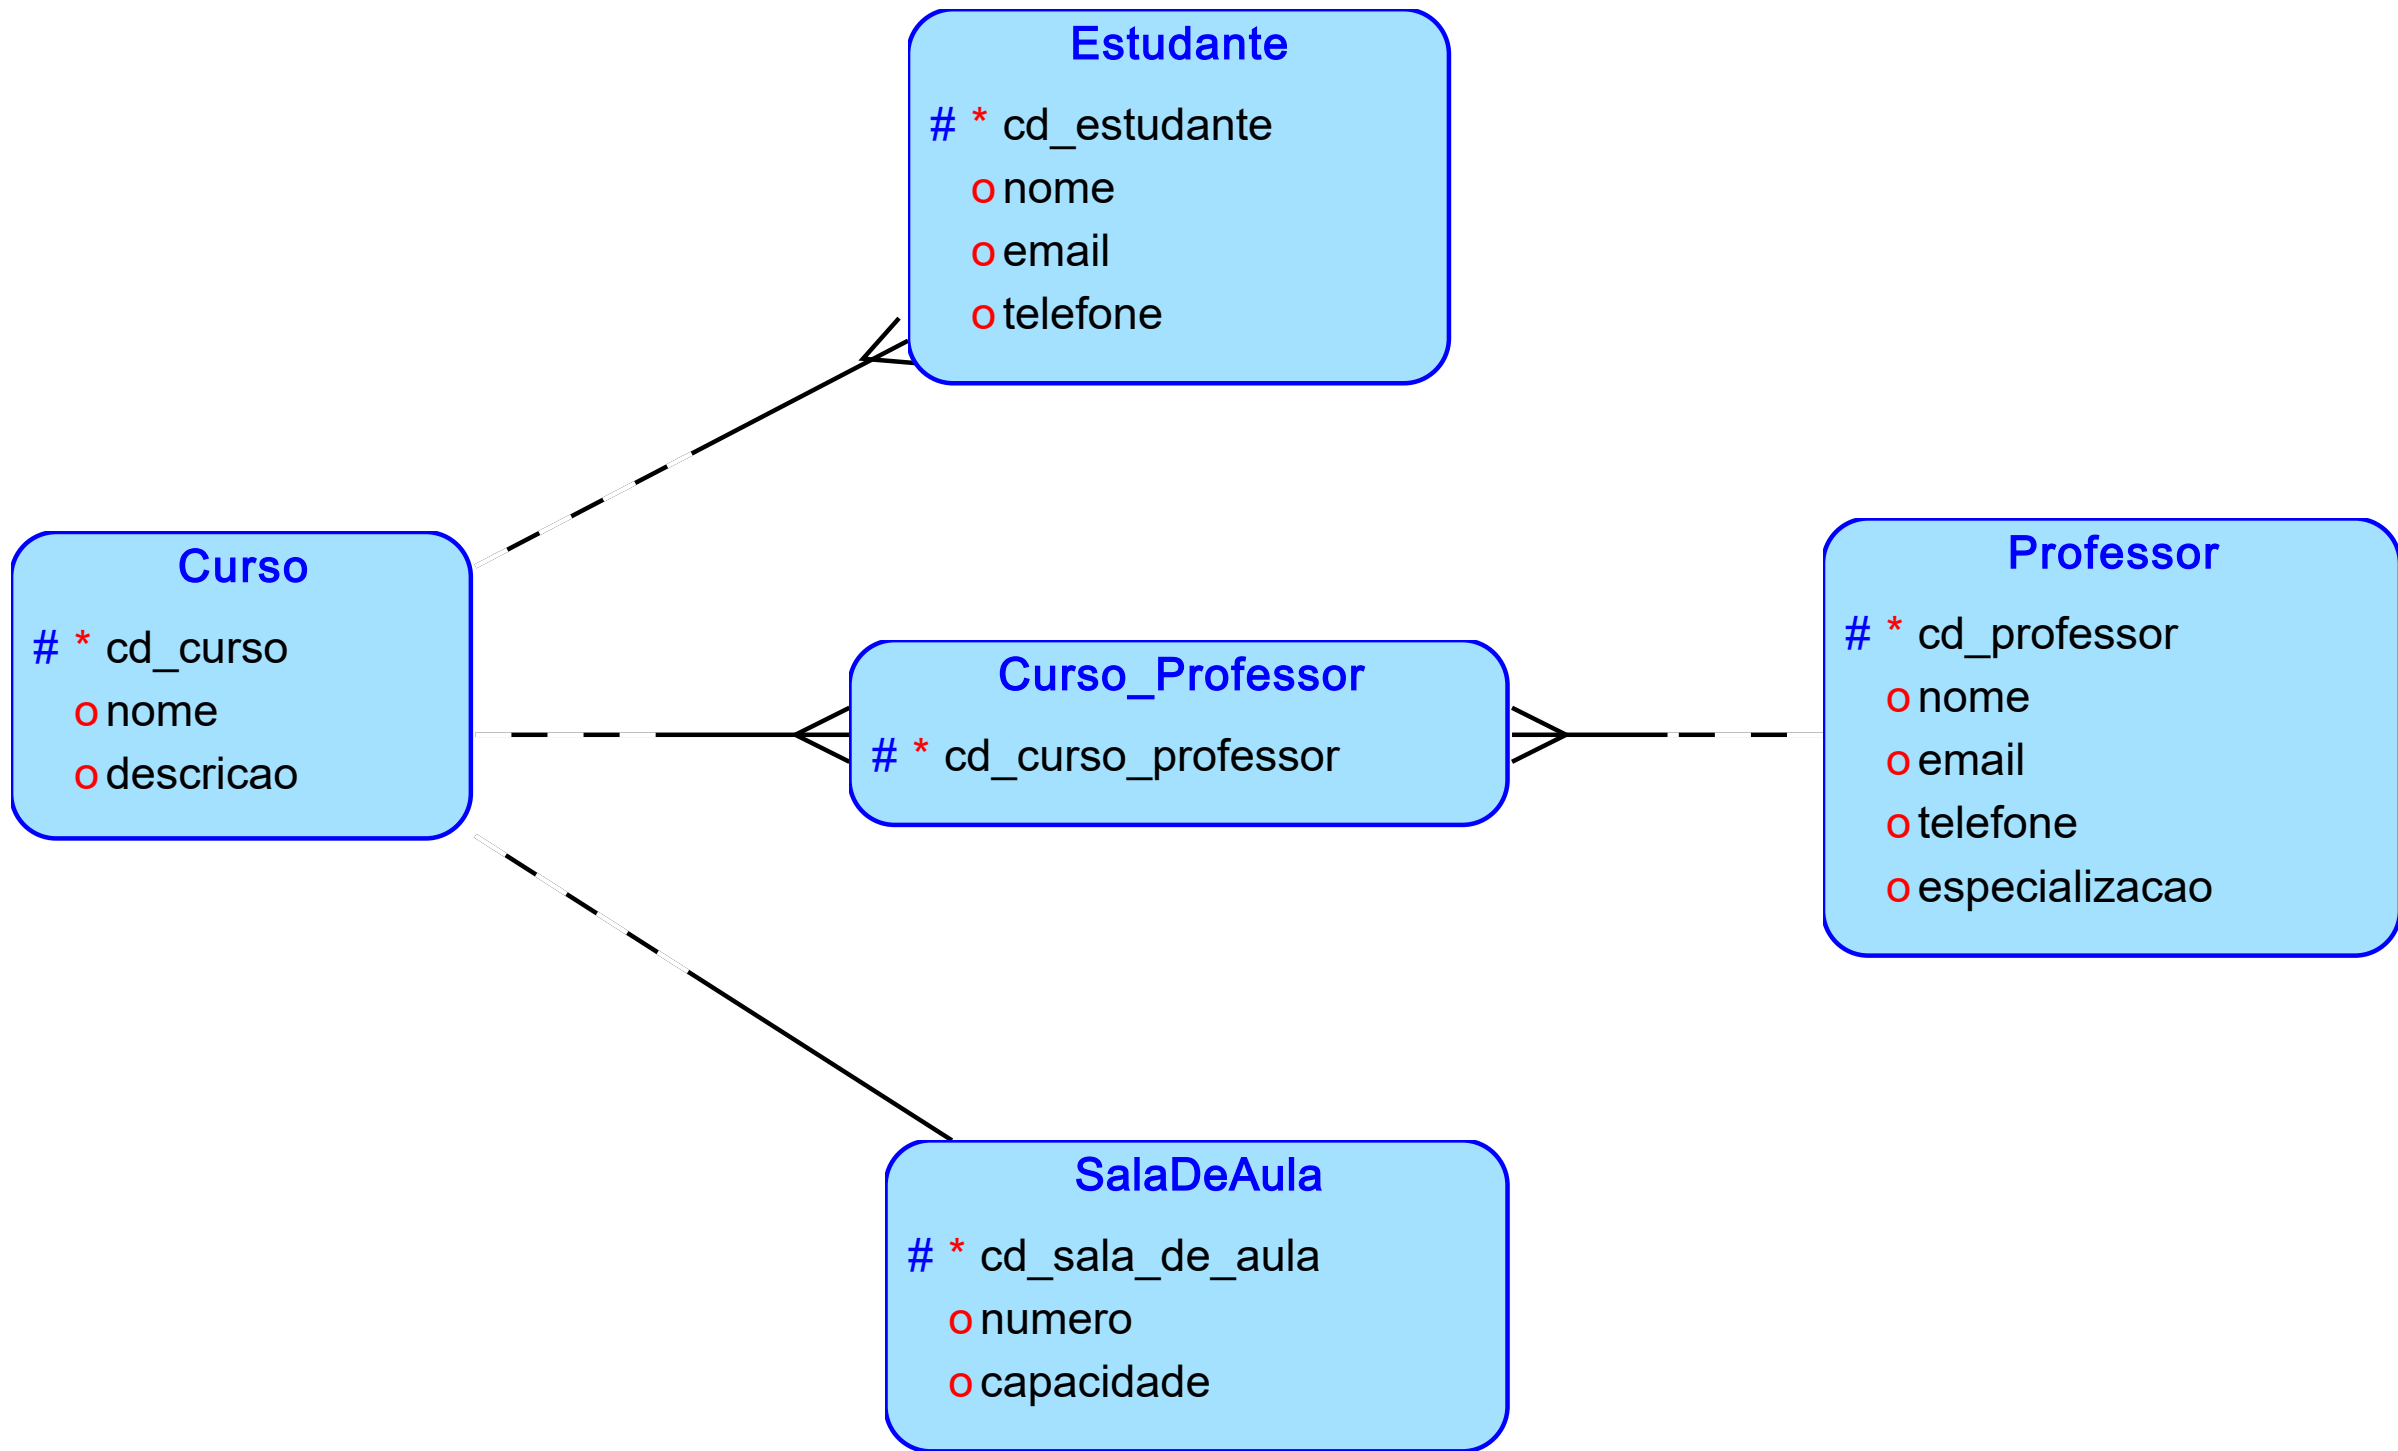 Estudante
# * cd_estudante
o nome
o email
o telefone
Curso
# * cd_curso
o nome
o descricao
Curso_Professor
# * cd_curso_professor
Professor
# * cd_professor
o nome
o email
o telefone
o especializacao
SalaDeAula
# * cd_sala_de_aula
o numero
o capacidade